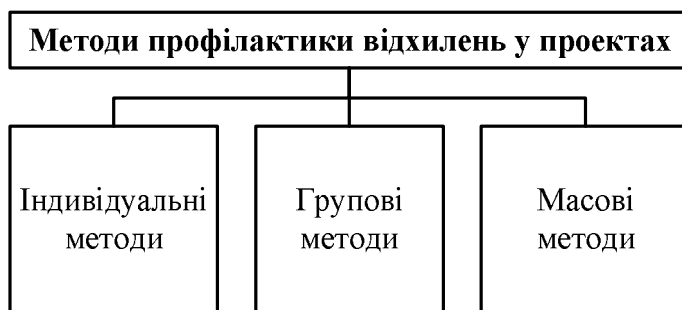 Методи профілактики відхилень у проектах
Індивідуальні
методи
Групові
методи
Масові
методи